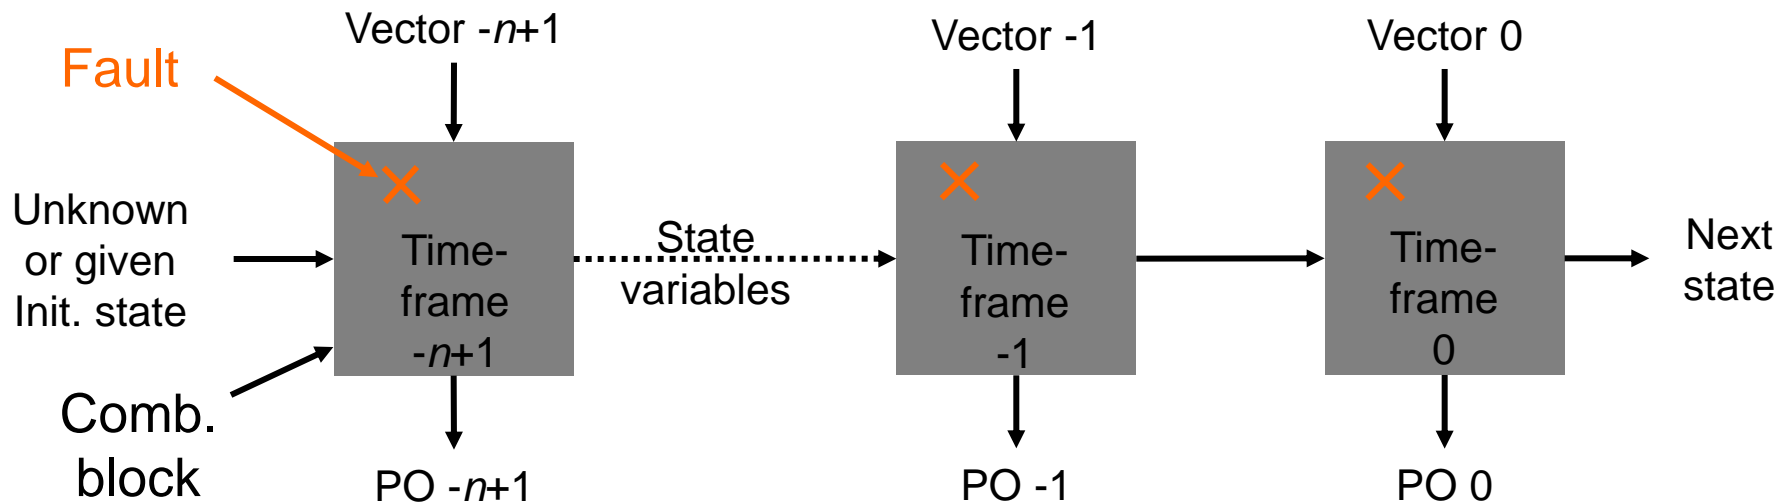 Vector -n+1
Vector -1
Vector 0
Fault
Unknown
or given
Init. state
Time-
frame
-n+1
State
variables
Time-
frame
-1
Time-
frame
0
Next
state
Comb.
block
PO -n+1
PO -1
PO 0